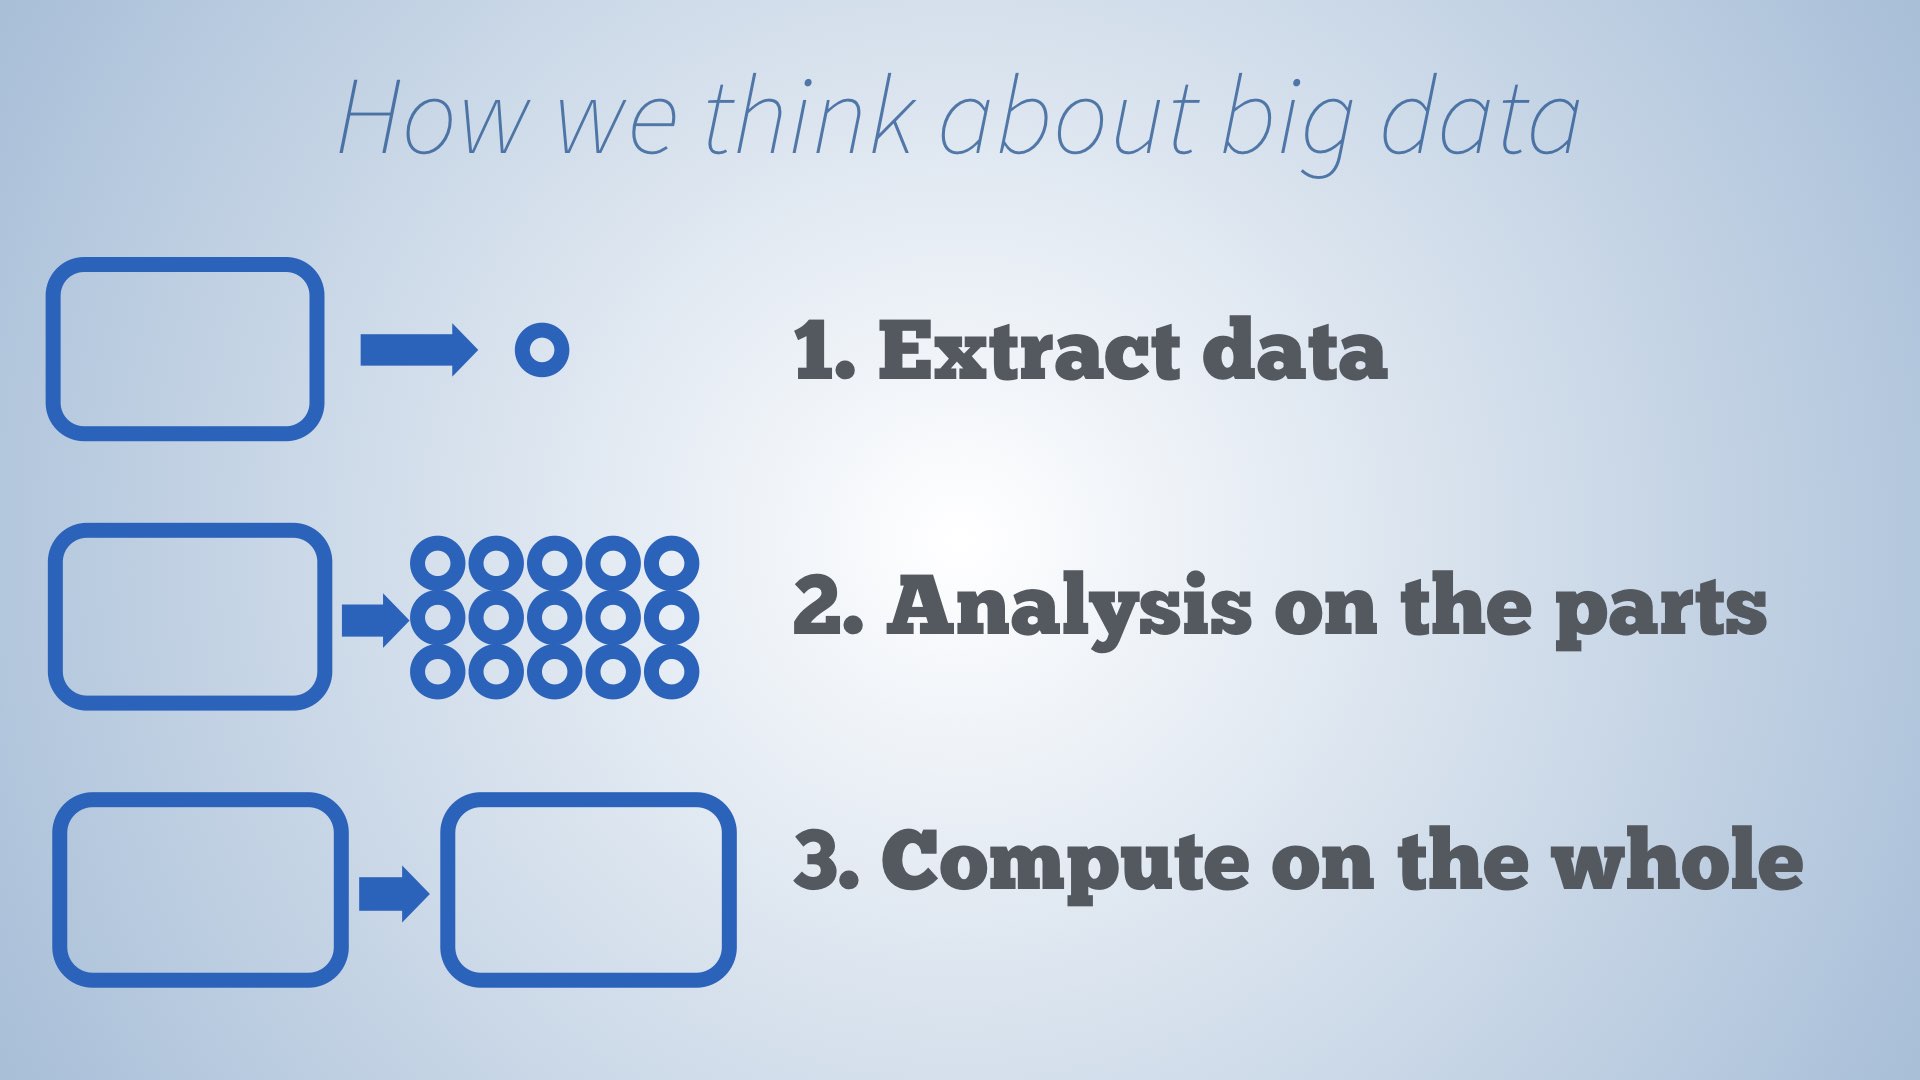 How we think about big data
1. Extract data
2. Analysis on the parts
3. Compute on the whole